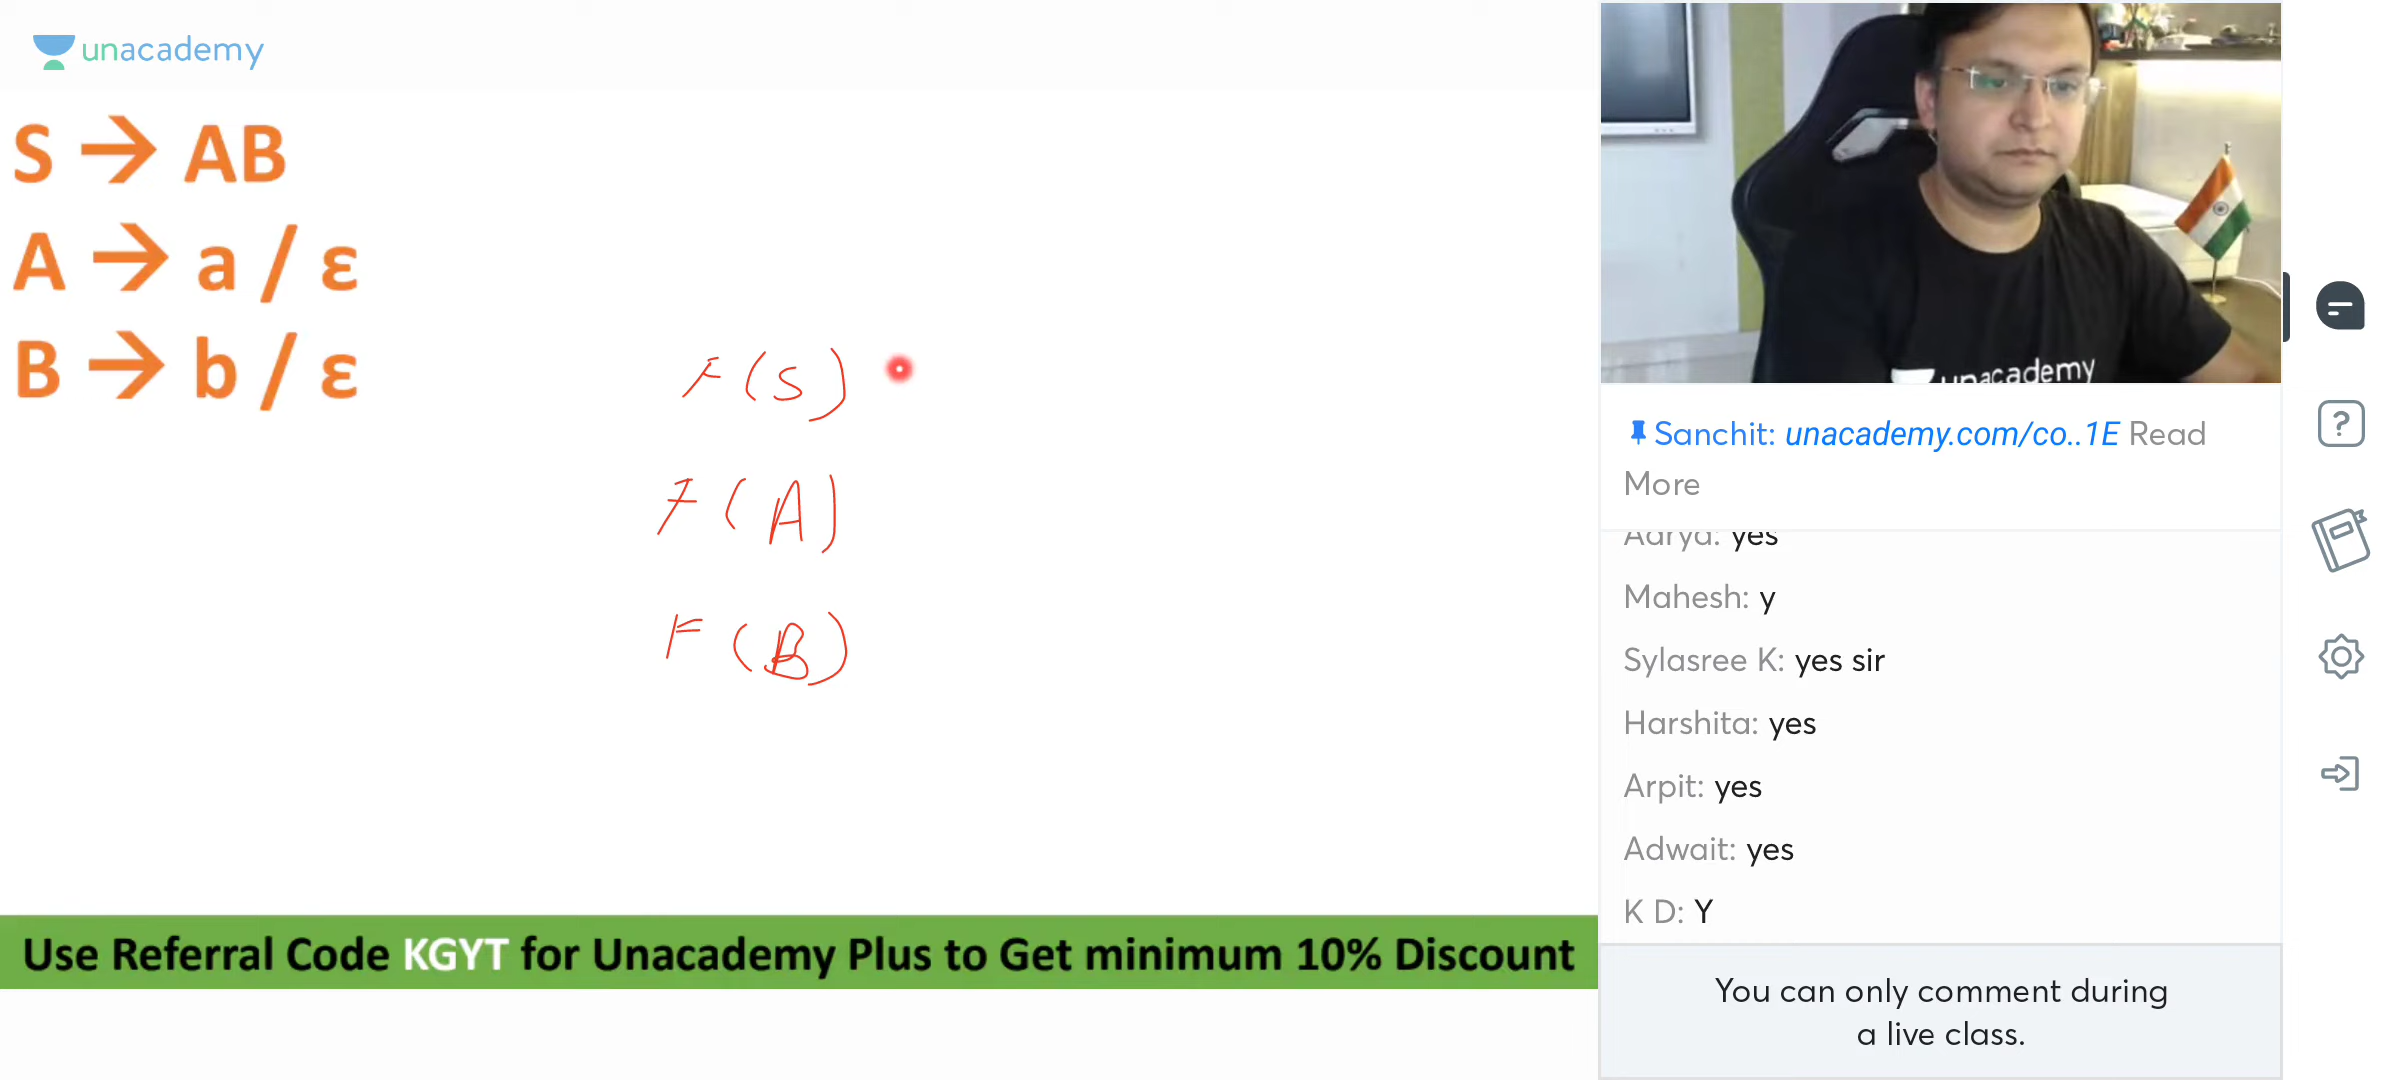 unacademy
S → AB
A → a / ε
B → b / ε
F(S)
F(A)
F(B)
Use Referral Code KGYT for Unacademy Plus to Get minimum 10% Discount
unacademy
Sanchit: unacademy.com/co..1E Read
More
Aarya: yes
Mahesh: y
Sylasree K: yes sir
Harshita: yes
Arpit: yes
Adwait: yes
K D: Y
You can only comment during
a live class.